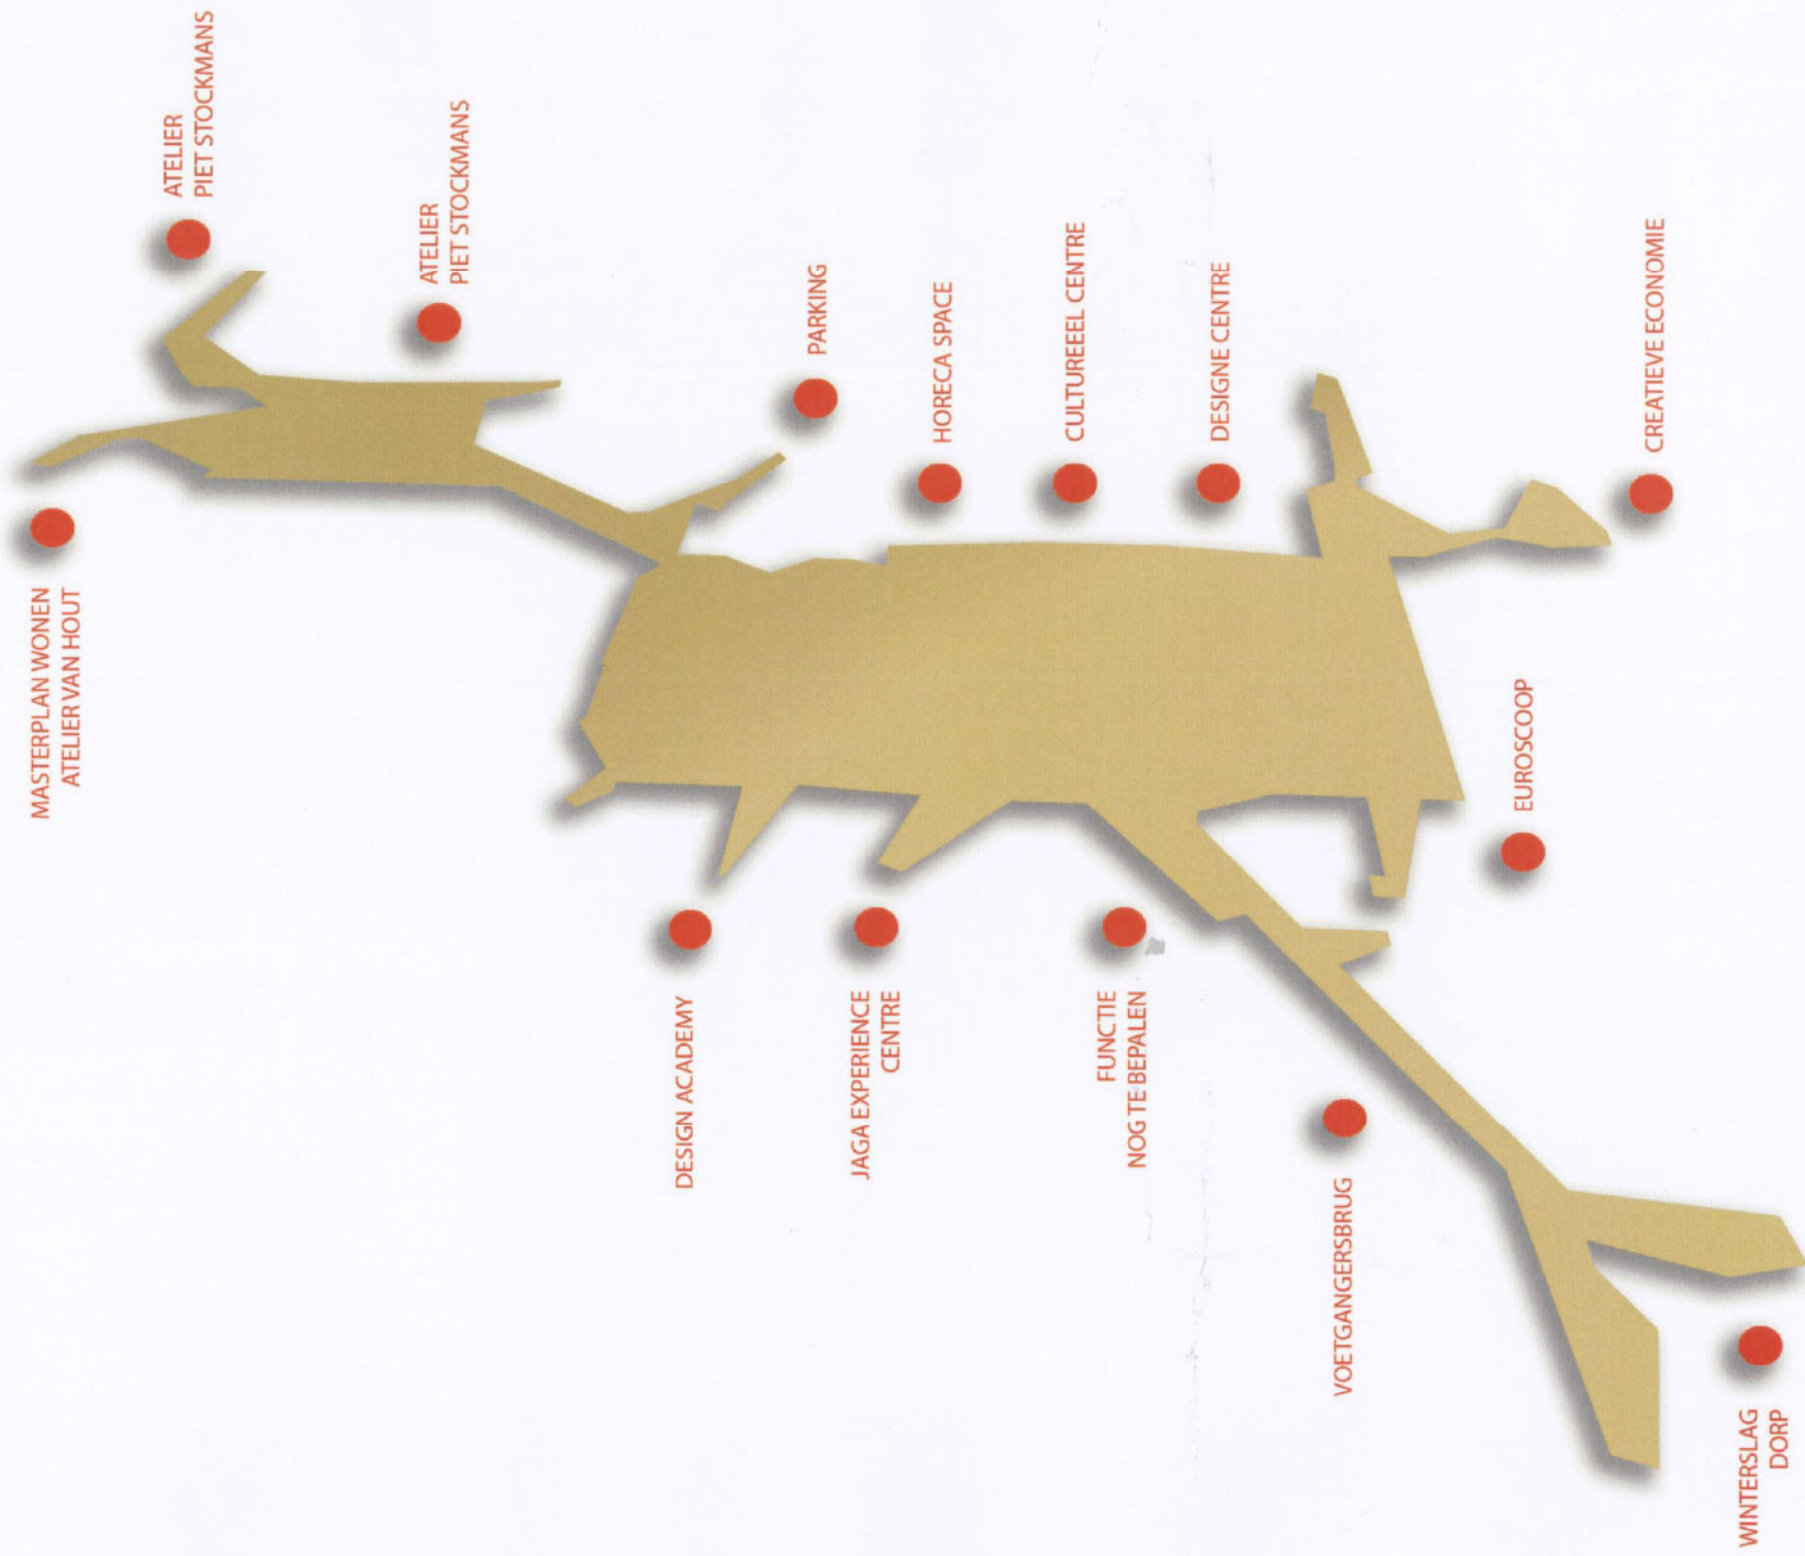 MASTERPLAN WONEN
ATELIER VAN HOUT
ATELIER
PIET STOCKMANS
ATELIER
PIET STOCKMANS
PARKING
HORECA SPACE
CULTUREEEL CENTRE
DESIGNE CENTRE
CREATIEVE ECONOMIE
DESIGN ACADEMY
JAGA EXPERIENCE
CENTRE
FUNCTIE
NOG TE BEPALEN
VOETGANGERSBRUG
EUROSCOOP
WINTERSLAG
DORP